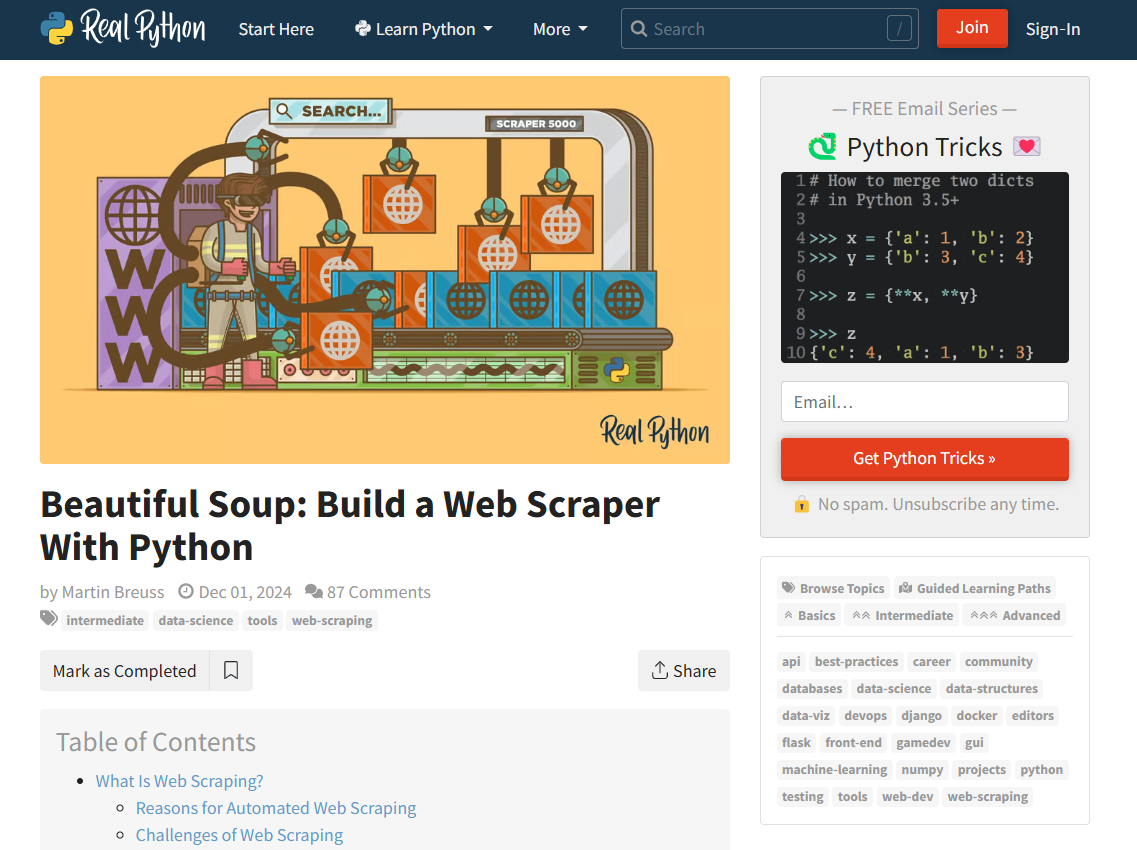 Real Python
Start Here
Learn Python
More
Search
/
Join
Sign-In
SEARCH...
SCRAPER 5000
W
W
W
Real Python
Beautiful Soup: Build a Web Scraper
With Python
by Martin Breuss Dec 01, 2024 87 Comments
intermediate data-science tools web-scraping
Mark as Completed
Share
Table of Contents
• What Is Web Scraping?
◦ Reasons for Automated Web Scraping
◦ Challenges of Web Scraping
— FREE Email Series —
Python Tricks
1 # How to merge two dicts
2 # in Python 3.5+
3
4 >>> x = {'a': 1, 'b': 2}
5 >>> y = {'b': 3, 'c': 4}
6
7 >>> z = {**x, **y}
8
9 >>> z
10 {'c': 4, 'a': 1, 'b': 3}
Email…
Get Python Tricks »
No spam. Unsubscribe any time.
Browse Topics Guided Learning Paths
Basics Intermediate Advanced
api best-practices career community
databases data-science data-structures
data-viz devops django docker editors
flask front-end gamedev gui
machine-learning numpy projects python
testing tools web-dev web-scraping